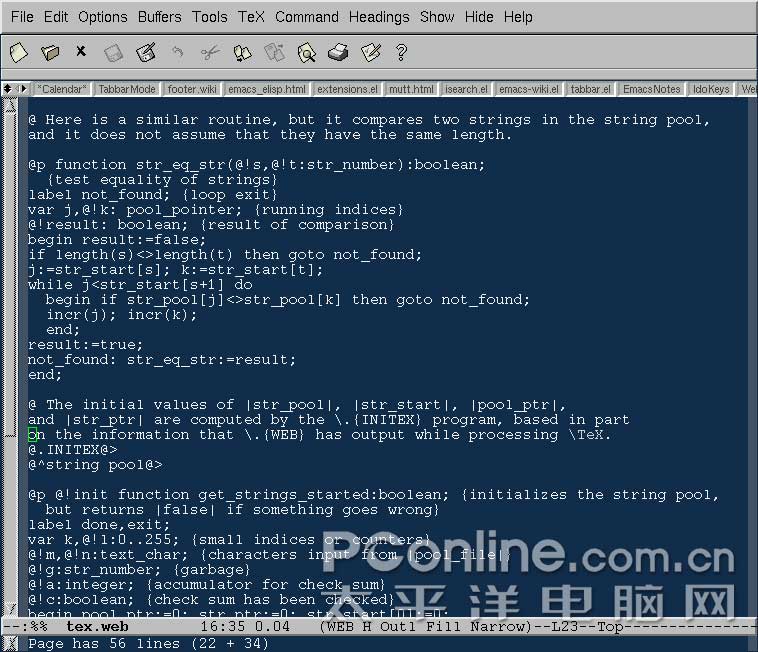 File Edit Options Buffers Tools TeX Command Headings Show Hide Help
*Calendar* TabbarMode footer.wiki emacs_elisp.html extensions.el mutt.html isearch.el emacs-wiki.el tabbar.el EmacsNotes IdoKeys We
@ Here is a similar routine, but it compares two strings in the string pool,
and it does not assume that they have the same length.
@p function str_eq_str(@!s,@!t:str_number):boolean;
{test equality of strings}
label not_found; {loop exit}
var j,@!k: pool_pointer; {running indices}
@!result: boolean; {result of comparison}
begin result:=false;
if length(s)<>length(t) then goto not_found;
j:=str_start[s]; k:=str_start[t];
while j<str_start[s+1] do
begin if str_pool[j]<>str_pool[k] then goto not_found;
incr(j); incr(k);
end;
result:=true;
not_found: str_eq_str:=result;
end;
@ The initial values of |str_pool|, |str_start|, |pool_ptr|,
and |str_ptr| are computed by the \.{INITEX} program, based in part
on the information that \.{WEB} has output while processing \TeX.
@.INITEX@>
@^string pool@>
@p @!init function get_strings_started:boolean; {initializes the string pool,
but returns |false| if something goes wrong}
label done,exit;
var k,@!l:0..255; {small indices or counters}
@!m,@!n:text_char; {characters input from |pool_file|}
@!g:str_number; {garbage}
@!a:integer; {accumulator for check sum}
@!c:boolean; {check sum has been checked}
begin pool_ptr:=0; str_ptr:=0; str_start[0]:=0;
PConline.com.cn
太平洋电脑网
--:%% tex.web 16:35 0.04 (WEB H Outl Fill Narrow)--L23--Top----------------
Page has 56 lines (22 + 34)